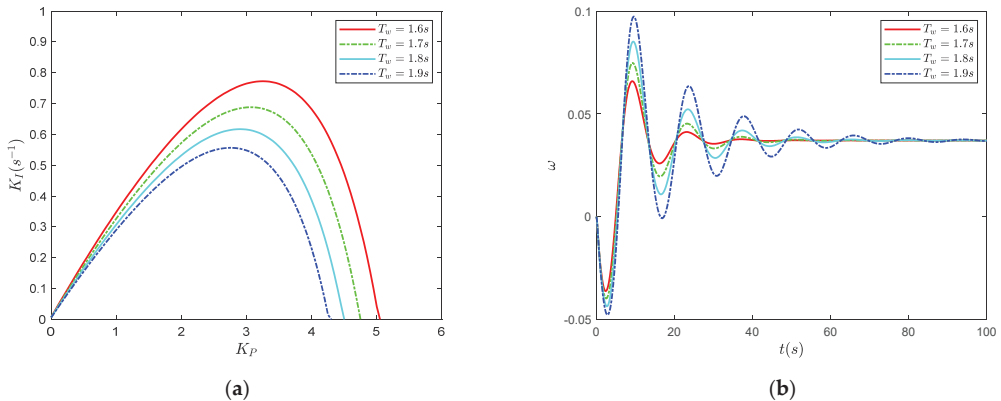 1
0.9
0.8
0.7
0.6
0.5
0.4
0.3
0.2
0.1
0
0 1 2 3 4 5 6
K_I(s^{-1})
K_P
T_w = 1.6s
T_w = 1.7s
T_w = 1.8s
T_w = 1.9s
(a)
0.1
0.05
0
-0.05
0 20 40 60 80 100
ω
t(s)
T_w = 1.6s
T_w = 1.7s
T_w = 1.8s
T_w = 1.9s
(b)